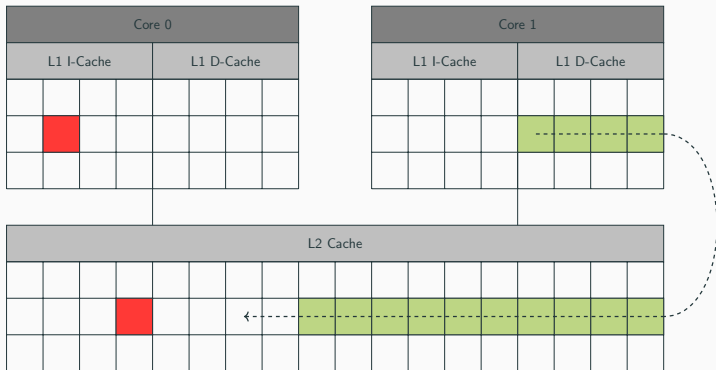 Core 0
Core 1
L1 I-Cache
L1 D-Cache
L1 I-Cache
L1 D-Cache
L2 Cache